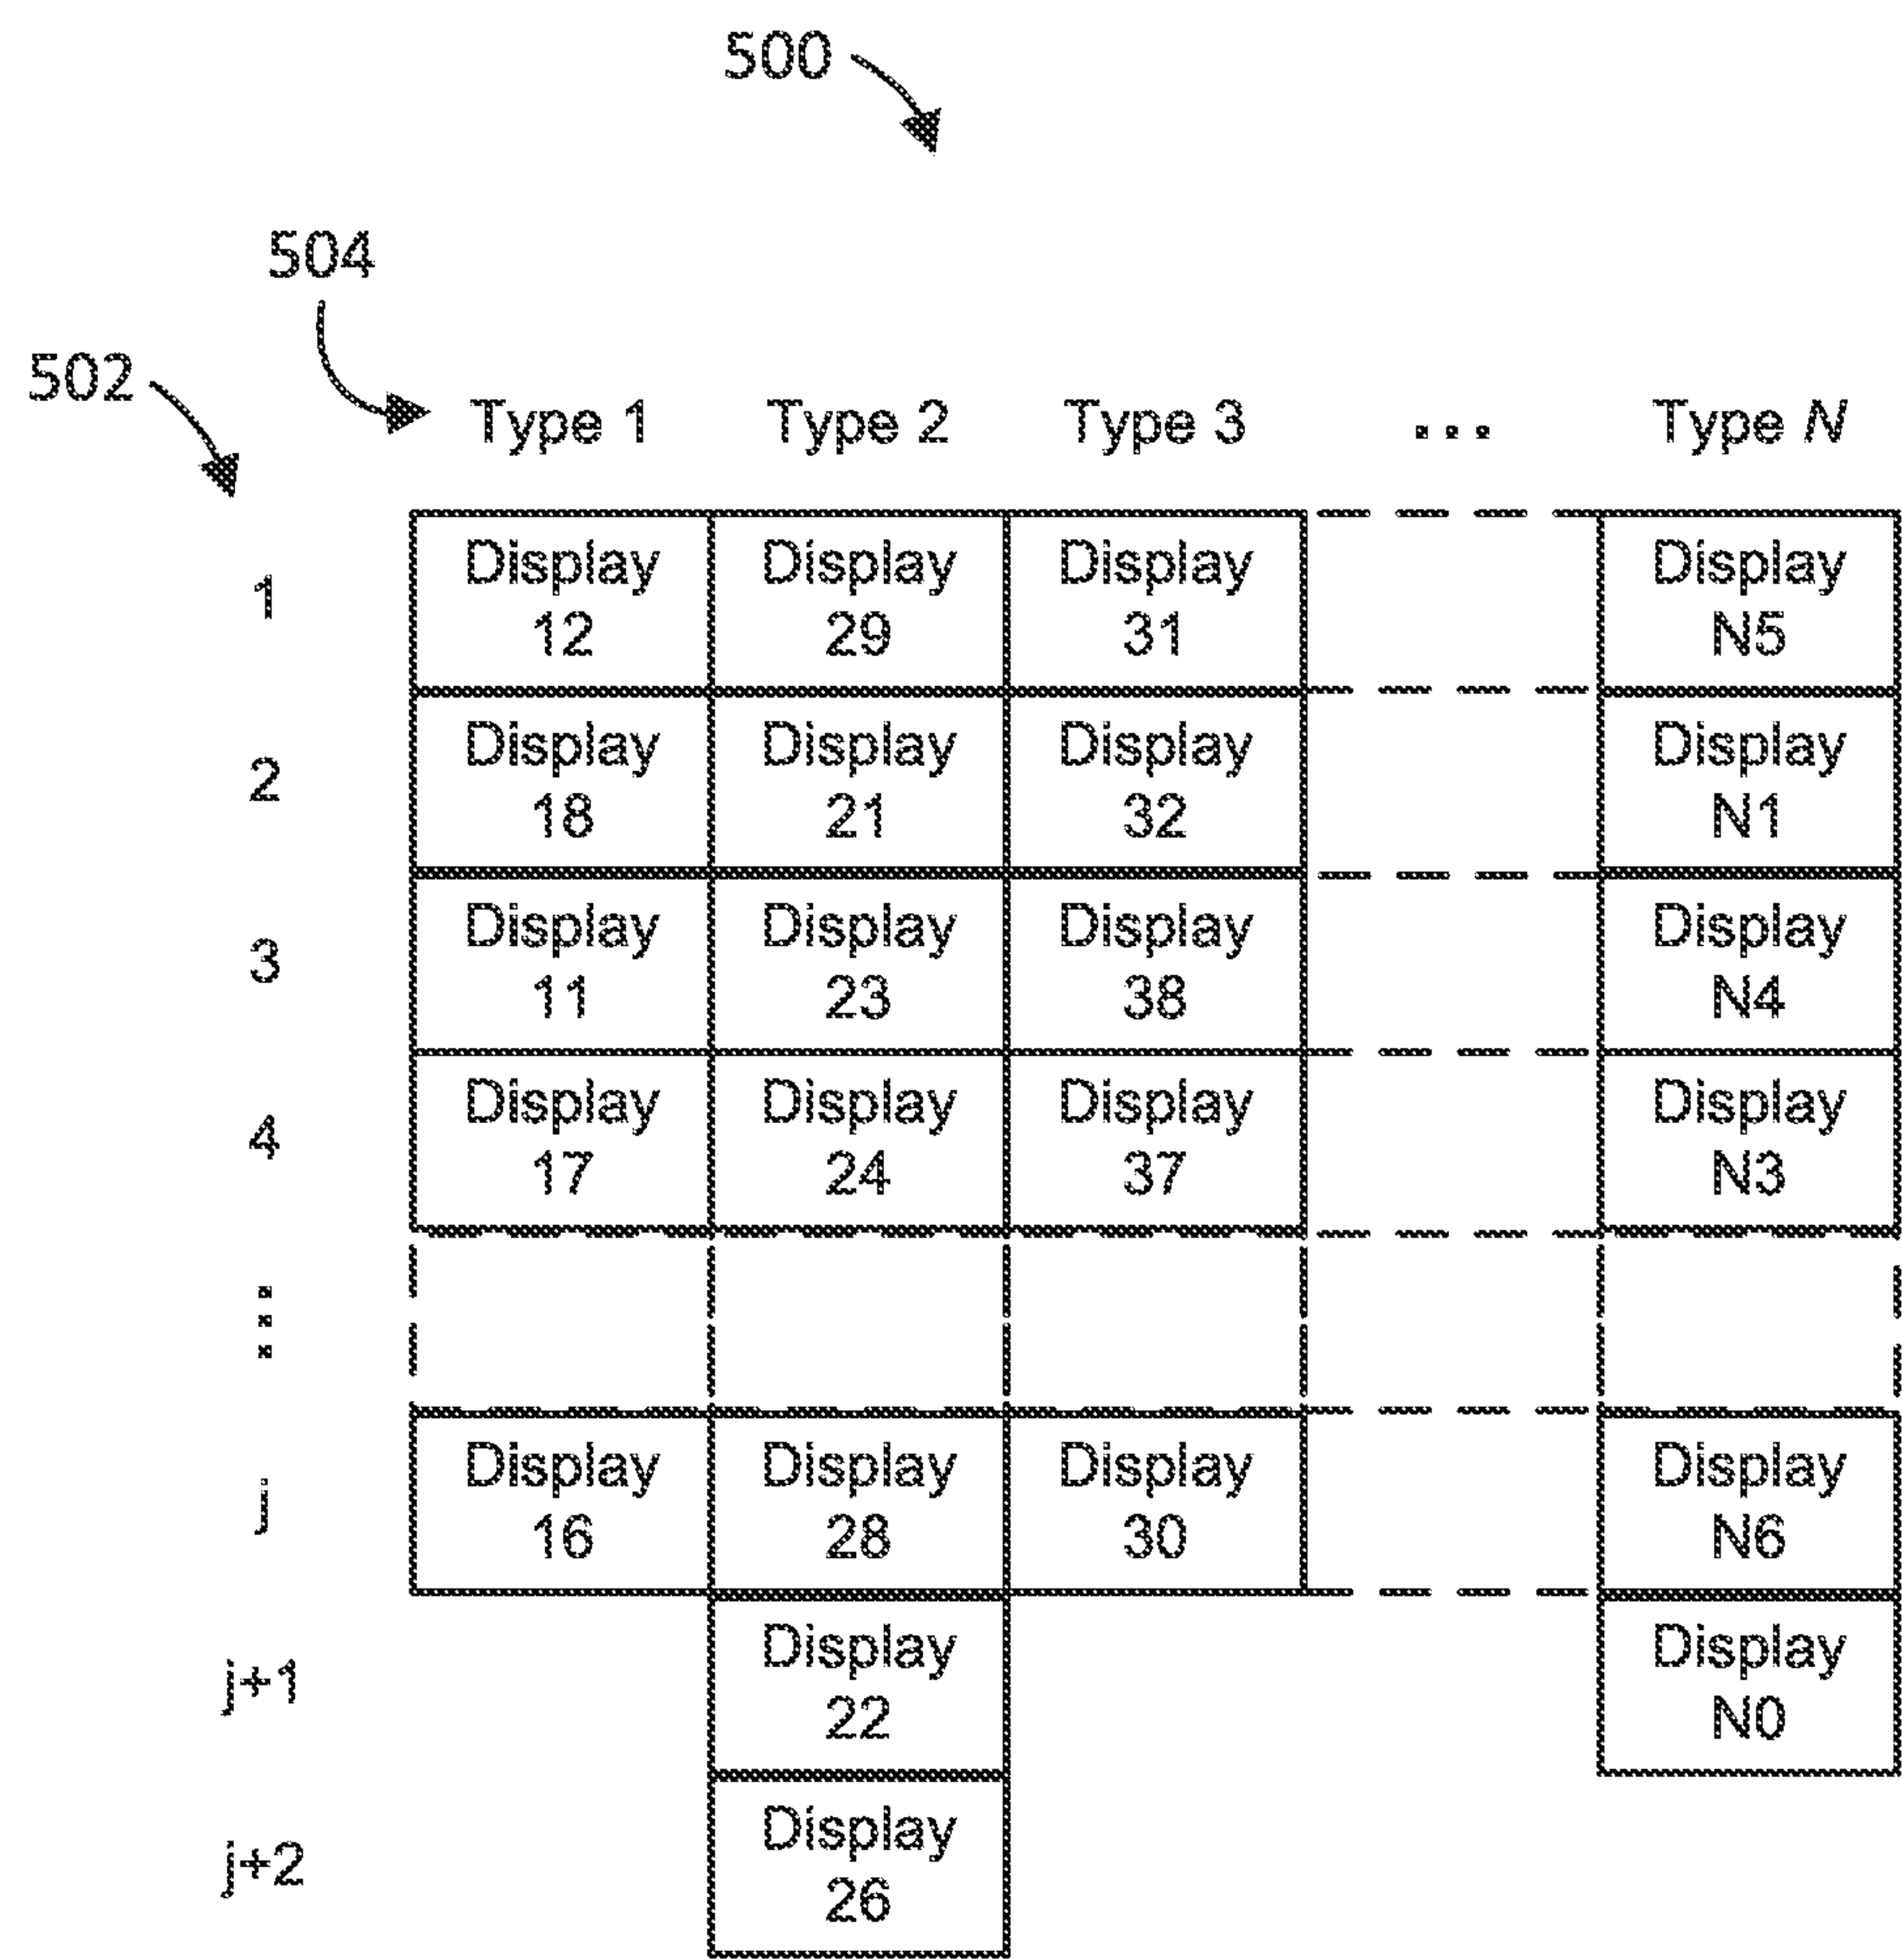 500
504
502
Type 1 Type 2 Type 3 ... Type N
1 Display 12 Display 29 Display 31 Display N5
2 Display 18 Display 21 Display 32 Display N1
3 Display 11 Display 23 Display 38 Display N4
4 Display 17 Display 24 Display 37 Display N3
...
j Display 16 Display 28 Display 30 Display N6
j+1 Display 22 Display N0
j+2 Display 26